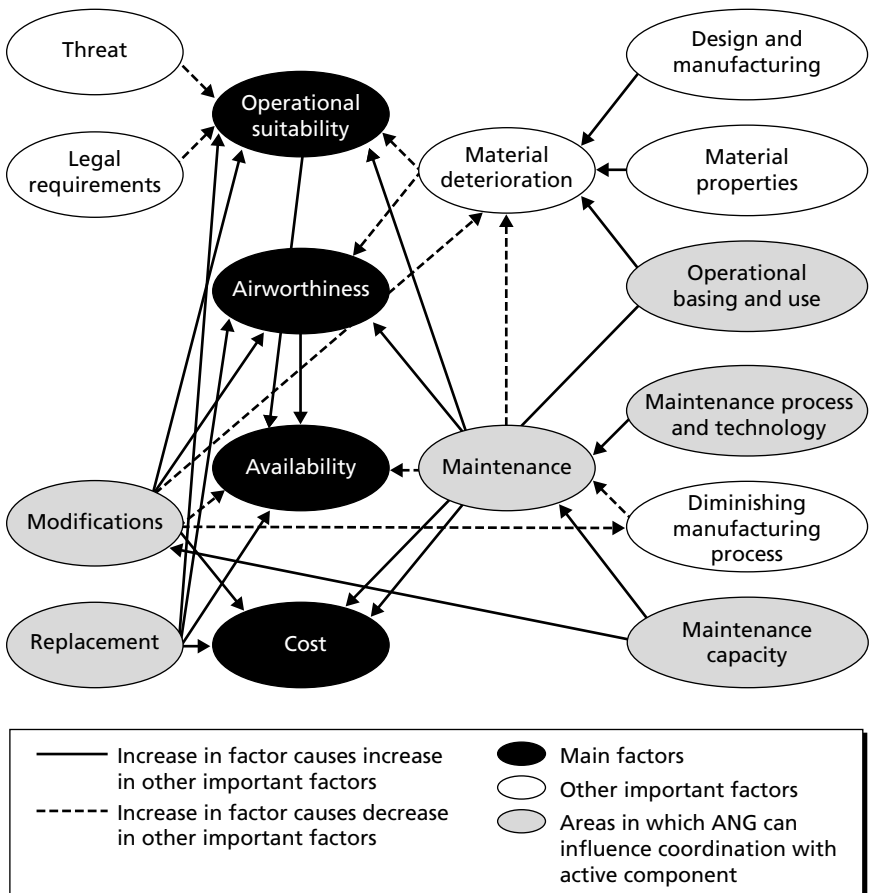 Threat
Design and
manufacturing
Operational
suitability
Legal
requirements
Material
deterioration
Material
properties
Airworthiness
Operational
basing and use
Maintenance process
and technology
Availability
Maintenance
Modifications
Diminishing
manufacturing
process
Replacement
Cost
Maintenance
capacity
Increase in factor causes increase
in other important factors
Increase in factor causes decrease
in other important factors
Main factors
Other important factors
Areas in which ANG can
influence coordination with
active component